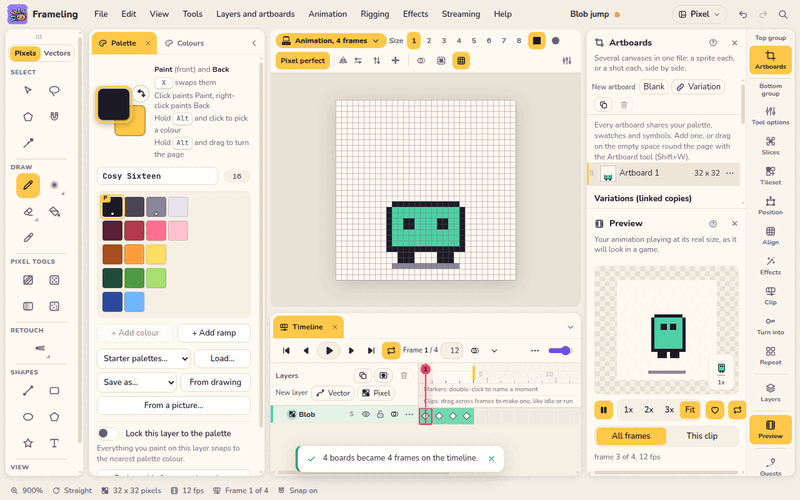 Frameling
File Edit View Tools Layers and artboards Animation Rigging Effects Streaming Help
Blob jump
Pixel
Pixels Vectors
SELECT
DRAW
PIXEL TOOLS
RETOUCH
SHAPES
VIEW
Palette
Colours
Paint (front) and Back
X swaps them
Click paints Paint, right-
click paints Back
Hold Alt and click to pick
a colour
Hold Alt and drag to turn
the page
Cosy Sixteen 16
P
+ Add colour + Add ramp
Starter palettes... Load...
Save as... From drawing
From a picture...
Lock this layer to the palette
Everything you paint on this layer snaps to
the nearest palette colour.
Animation, 4 frames Size 1 2 3 4 5 6 7 8
Pixel perfect
Timeline
Frame 1 / 4 12
Layers
1 5 10
New layer Vector Pixel
Markers: double-click to name a moment
Clips: drag across frames to make one, like idle or run
Blob S
4 boards became 4 frames on the timeline.
Artboards
Several canvases in one file: a sprite each,
or a shot each, side by side.
New artboard Blank Variation
Every artboard shares your palette,
swatches and symbols. Add one, or drag
on the empty space round the page with
the Artboard tool (Shift+W).
Artboard 1 32 x 32
Variations (linked copies)
Preview
Your animation playing at its real size, as it
will look in a game.
1x
1x 2x 3x Fit
All frames This clip
frame 3 of 4, 12 fps
Top group
Artboards
Bottom
group
Tool options
Slices
Tileset
Position
Align
Effects
Clip
Turn into
Repeat
Layers
Preview
Quests
900% Straight 32 x 32 pixels 12 fps Frame 1 of 4 Snap on